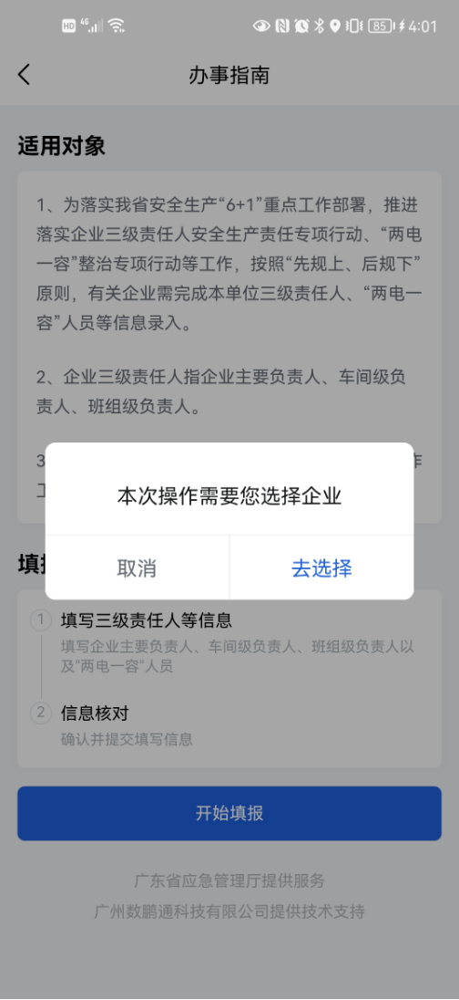 HD 4G 85 4:01
办事指南
适用对象
1、为落实我省安全生产“6+1”重点工作部署，推进
落实企业三级责任人安全生产责任专项行动、“两电
一容”整治专项行动等工作，按照“先规上、后规下”
原则，有关企业需完成本单位三级责任人、“两电一
容”人员等信息录入。
2、企业三级责任人指企业主要负责人、车间级负
责人、班组级负责人。
3
本次操作需要您选择企业
取消
去选择
填
1 填写三级责任人等信息
填写企业主要负责人、车间级负责人、班组级负责人以
及"两电一容"人员
2 信息核对
确认并提交填写信息
开始填报
广东省应急管理厅提供服务
广州数鹏通科技有限公司提供技术支持